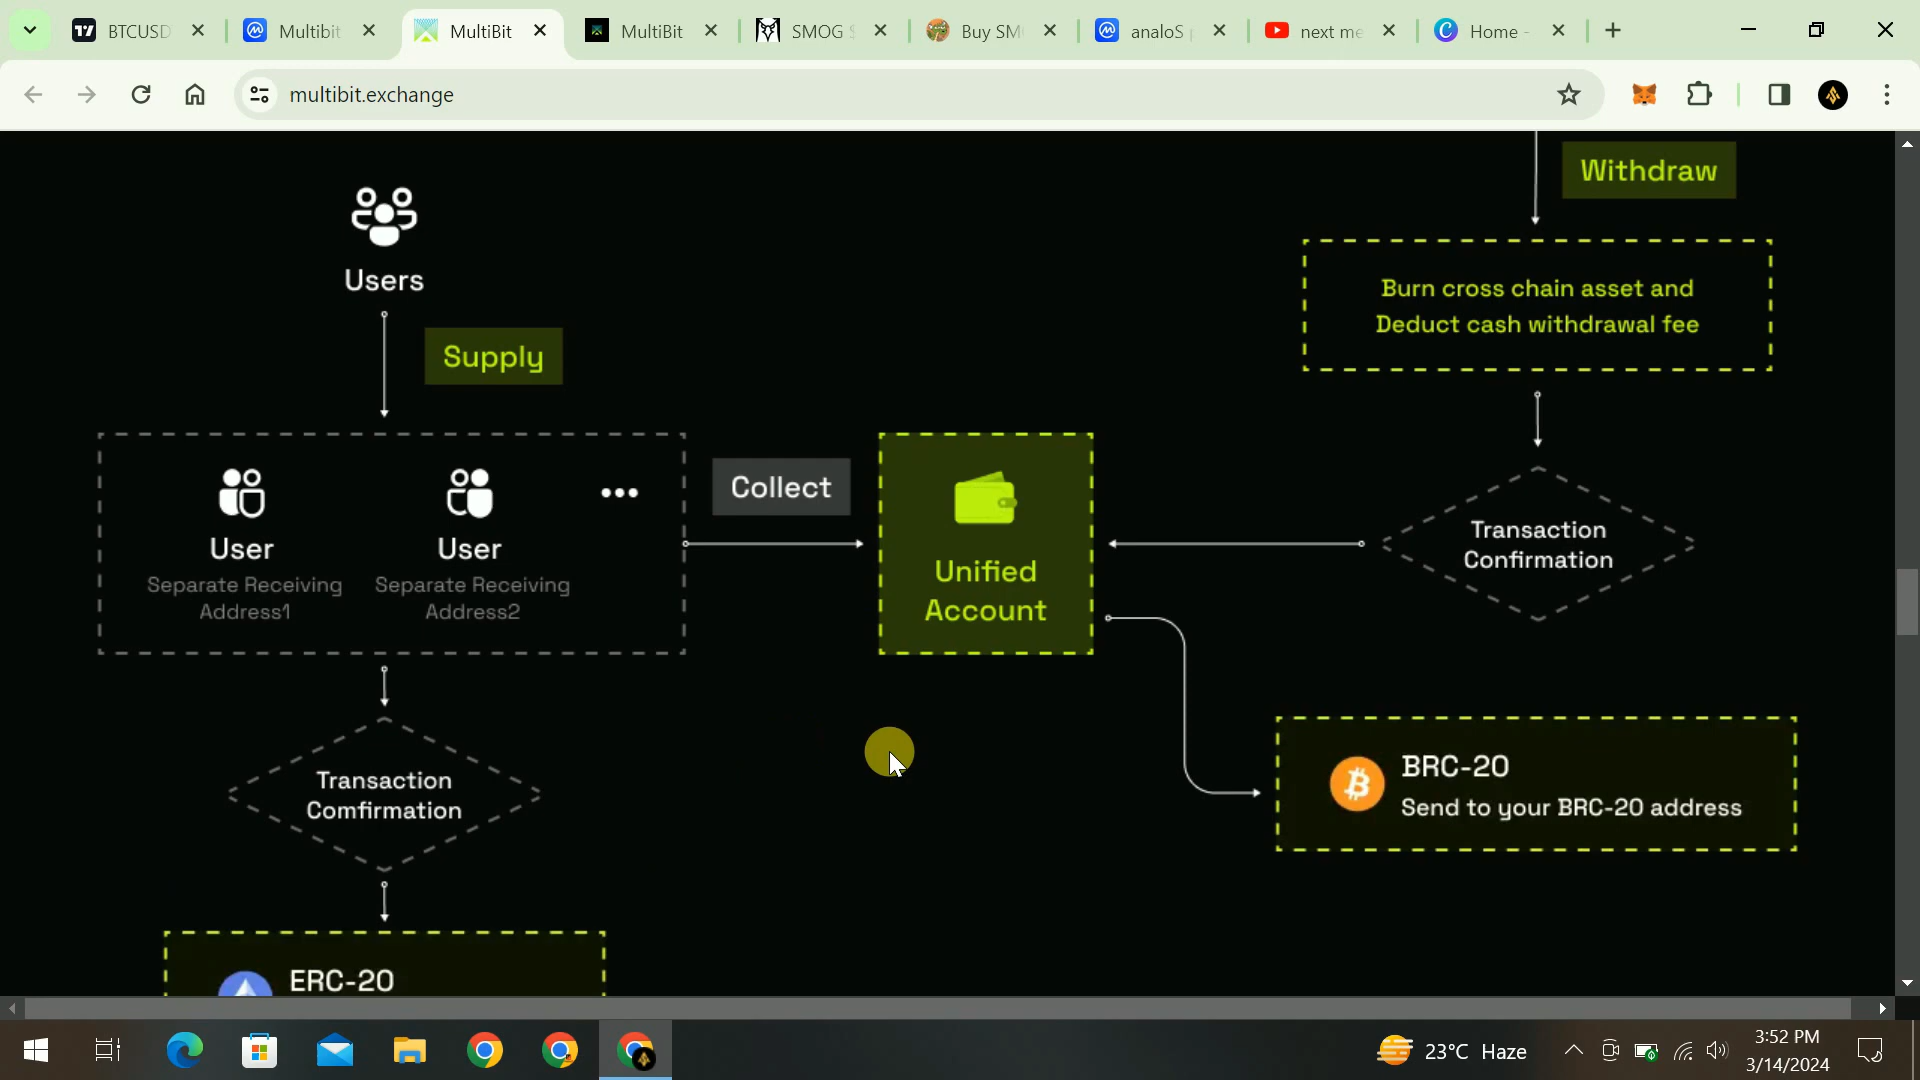 BTCUSD
Multibit
MultiBit
MultiBit
SMOG S
Buy SM
analoS p
next me
Home -
multibit.exchange
Withdraw
Users
Burn cross chain asset and
Deduct cash withdrawal fee
Supply
Collect
User
Separate Receiving
Address1
User
Separate Receiving
Address2
Unified
Account
Transaction
Confirmation
Transaction
Comfirmation
BRC-20
Send to your BRC-20 address
ERC-20
23°C Haze
3:52 PM
3/14/2024